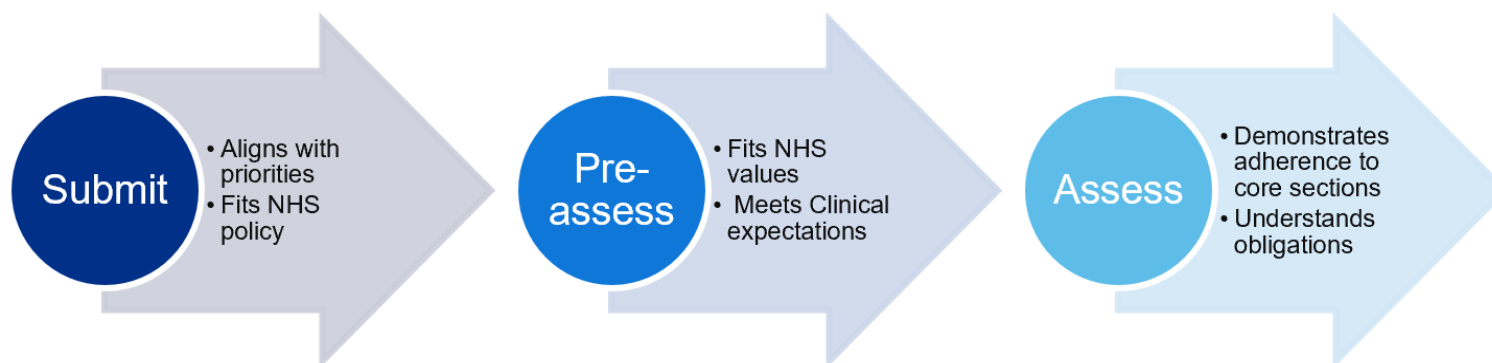 Submit
• Aligns with
priorities
• Fits NHS
policy
Pre-
assess
• Fits NHS
values
• Meets Clinical
expectations
Assess
• Demonstrates
adherence to
core sections
• Understands
obligations